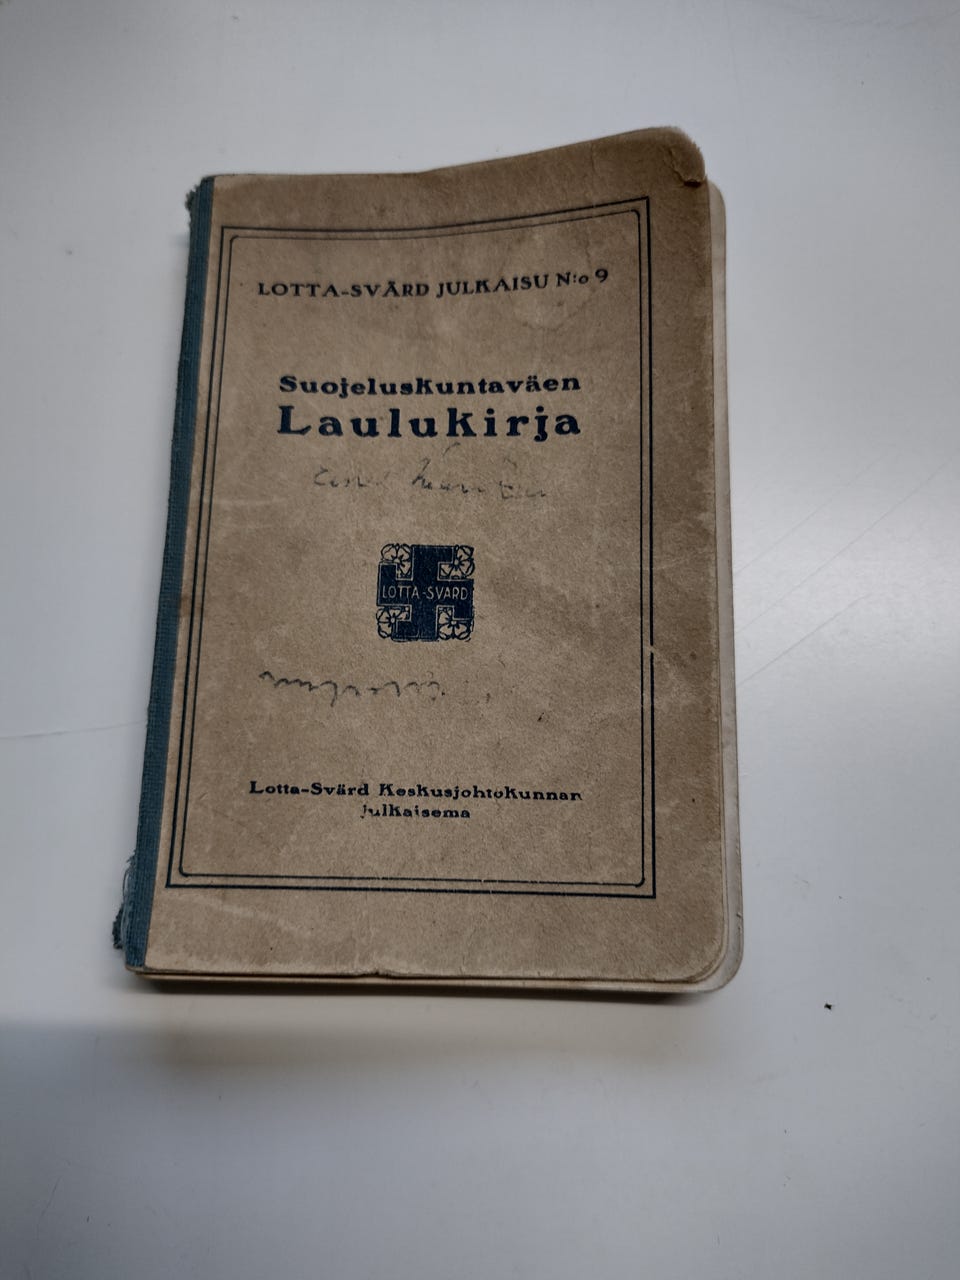 LOTTA-SVÄRD JULKAISU N:o 9
Suojeluskuntaväen
Laulukirja
LOTTA-SVÄRD
Lotta-Svärd Keskusjohtokunnan
julkaisema